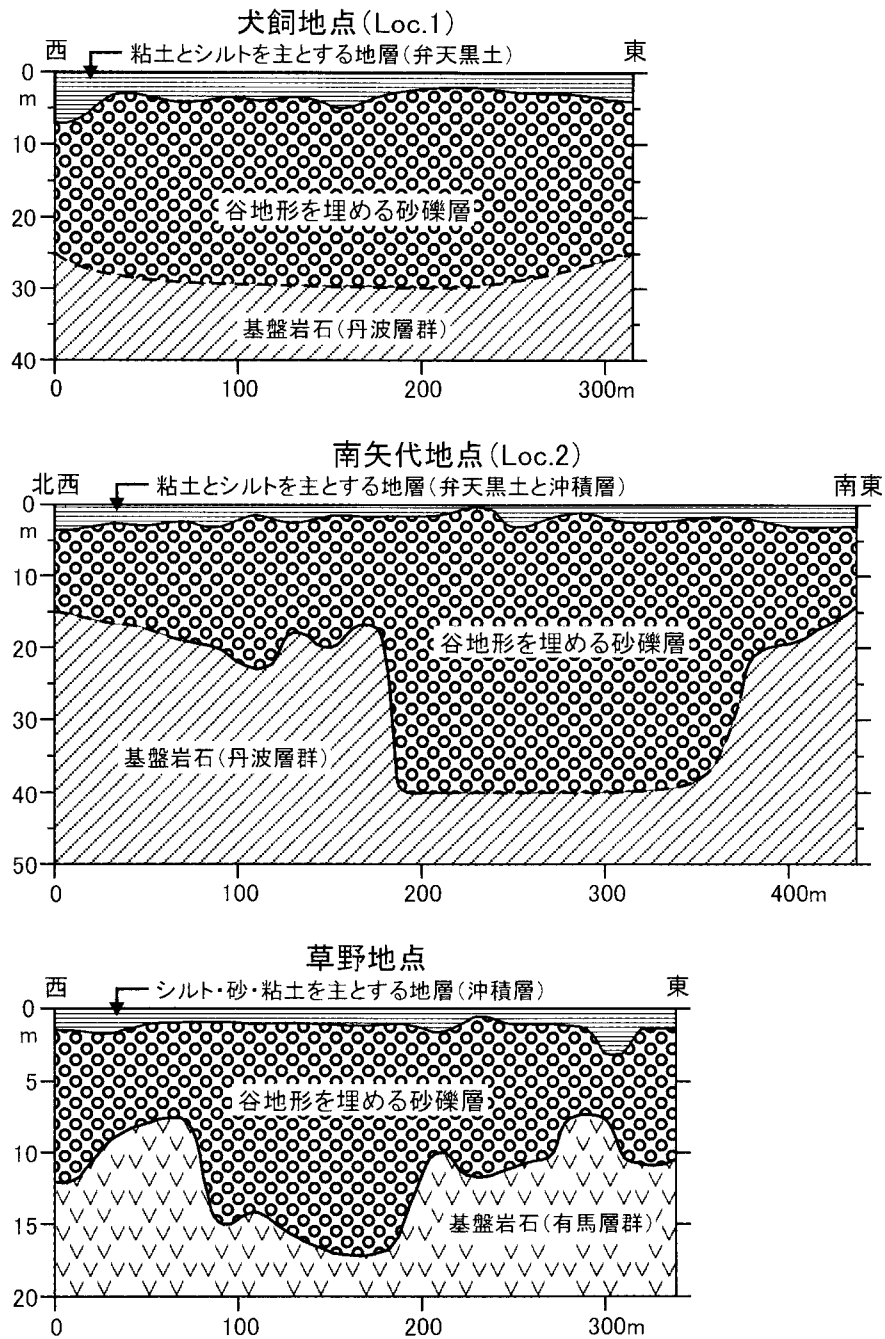 犬飼地点(Loc.1)
西
粘土とシルトを主とする地層(弁天黒土)
東
0
m
10
20
30
40
谷地形を埋める砂礫層
基盤岩石(丹波層群)
0 100 200 300m
南矢代地点(Loc.2)
北西
粘土とシルトを主とする地層(弁天黒土と沖積層)
南東
0
m
10
20
30
40
50
谷地形を埋める砂礫層
基盤岩石(丹波層群)
0 100 200 300 400m
草野地点
西
シルト・砂・粘土を主とする地層(沖積層)
東
0
m
5
10
15
20
谷地形を埋める砂礫層
基盤岩石(有馬層群)
0 100 200 300m